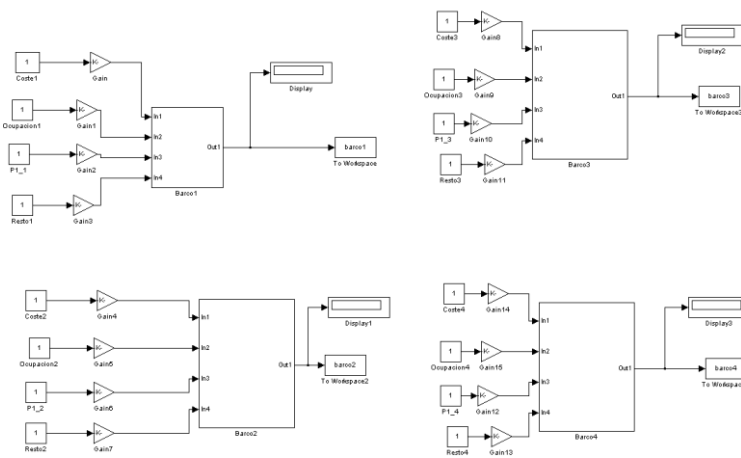 1
Coste1
K-
Gain
1
Ocupacion1
K-
Gain1
1
P1_1
K-
Gain2
1
Resto1
K-
Gain3
In1
In2
In3
In4
Out1
Barco1
Display
barco1
To Workspace
1
Coste3
K-
Gain8
1
Ocupacion3
K-
Gain9
1
P1_3
K-
Gain10
1
Resto3
K-
Gain11
In1
In2
In3
In4
Out1
Barco3
Display2
barco3
To Workspace3
1
Coste2
K-
Gain4
1
Ocupacion2
K-
Gain5
1
P1_2
K-
Gain6
1
Resto2
K-
Gain7
In1
In2
In3
In4
Out1
Barco2
Display1
barco2
To Workspace2
1
Coste4
K-
Gain14
1
Ocupacion4
K-
Gain15
1
P1_4
K-
Gain12
1
Resto4
K-
Gain13
In1
In2
In3
In4
Out1
Barco4
Display3
barco4